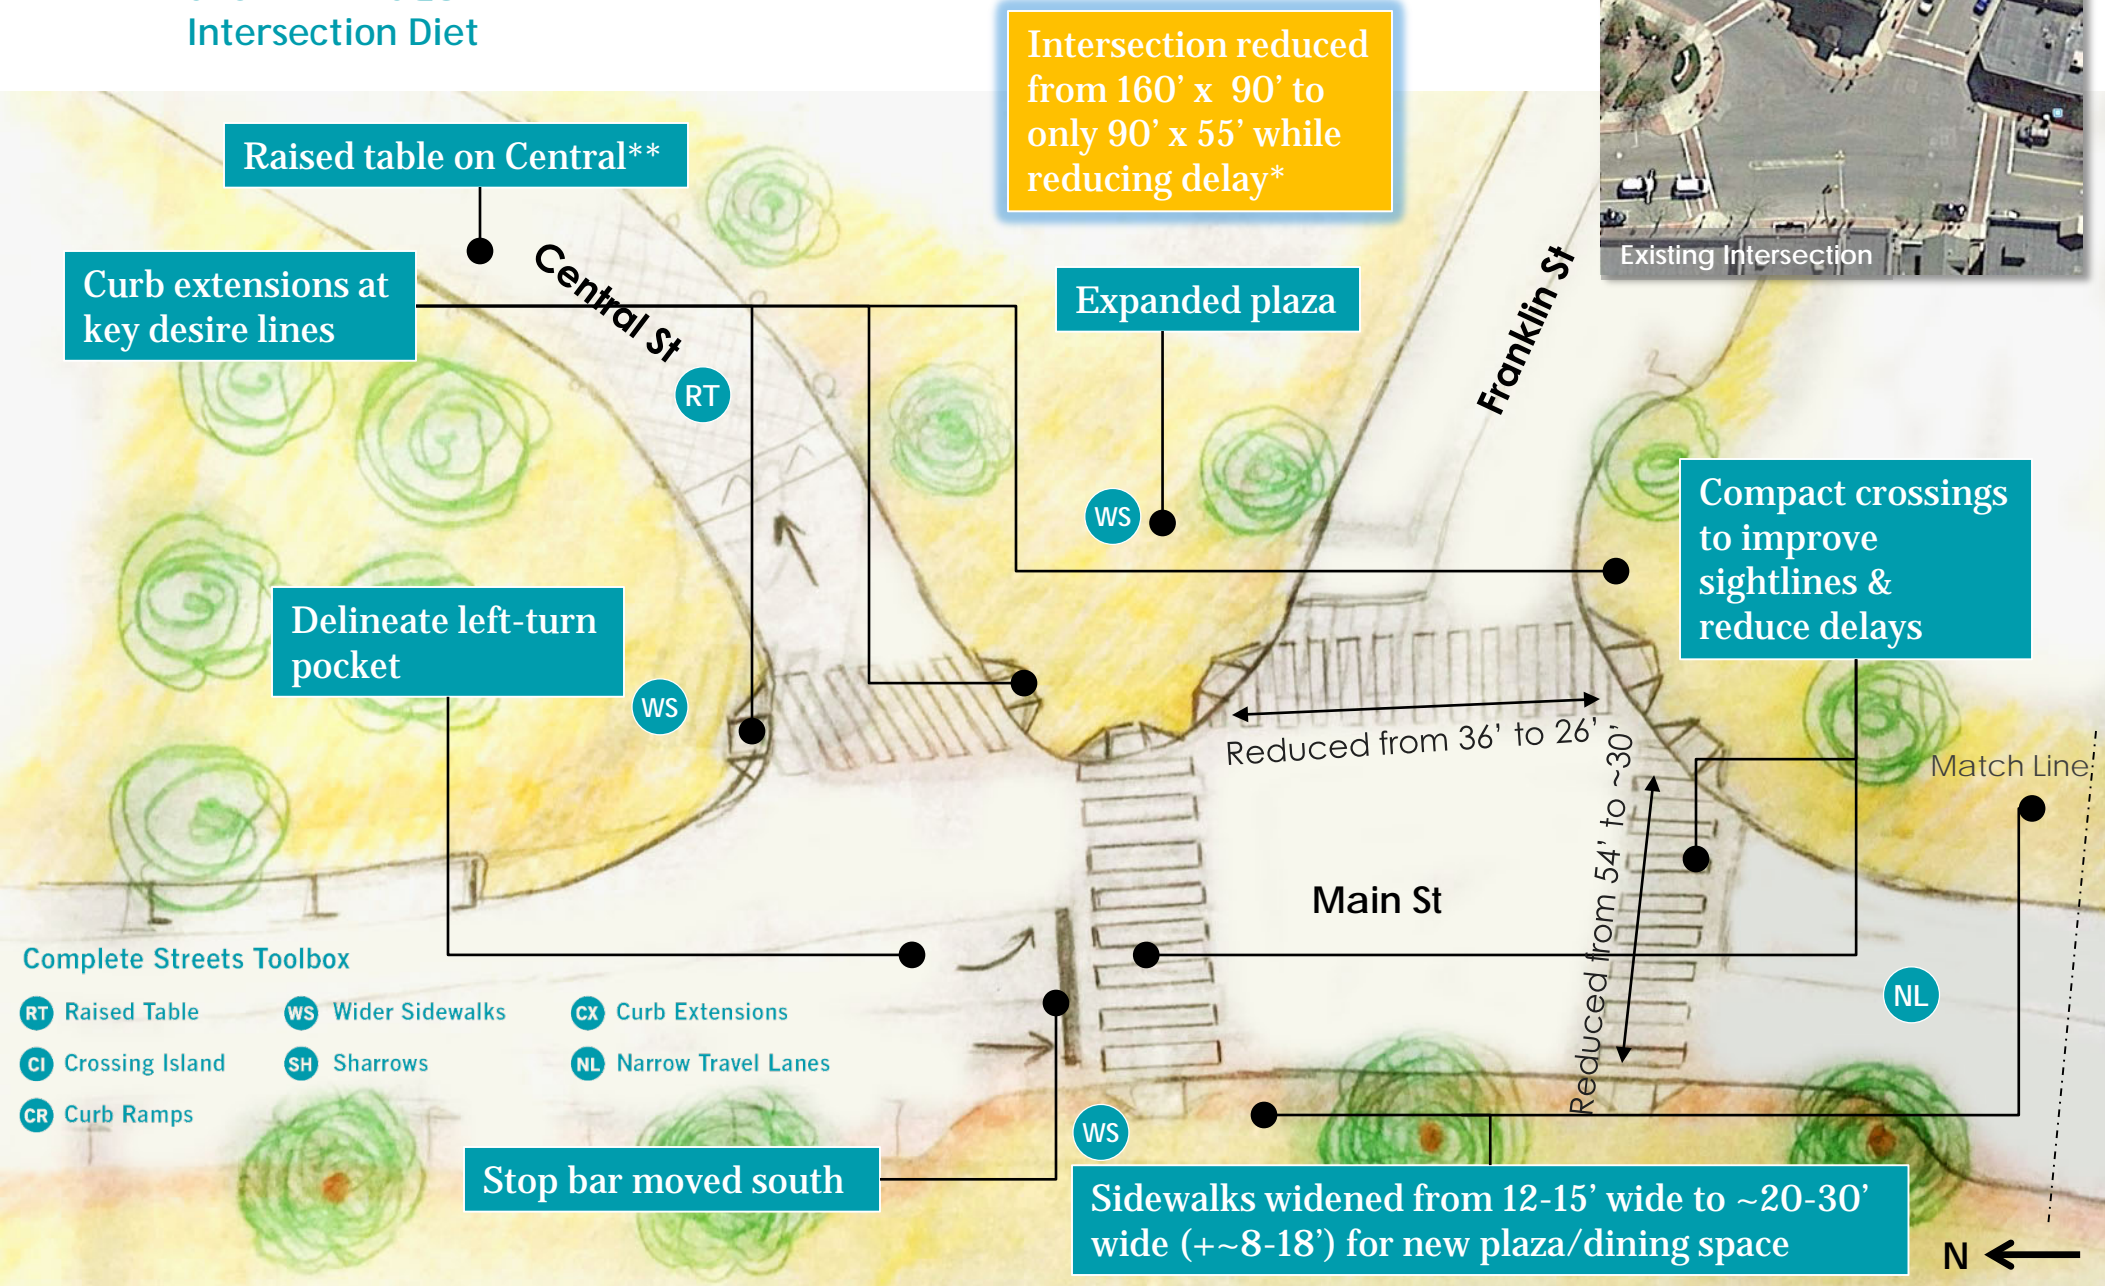 Intersection Diet
Intersection reduced
from 160’ x 90’ to
only 90’ x 55’ while
reducing delay*
Existing Intersection
Raised table on Central**
Curb extensions at
key desire lines
Central St
RT
Expanded plaza
Franklin St
WS
Compact crossings
to improve
sightlines &
reduce delays
Delineate left-turn
pocket
WS
Reduced from 36’ to 26’
Reduced from 54’ to ~30’
Match Line
Main St
NL
Complete Streets Toolbox
RT Raised Table
WS Wider Sidewalks
CX Curb Extensions
CI Crossing Island
SH Sharrows
NL Narrow Travel Lanes
CR Curb Ramps
WS
Stop bar moved south
Sidewalks widened from 12-15’ wide to ~20-30’
wide (+~8-18’) for new plaza/dining space
N